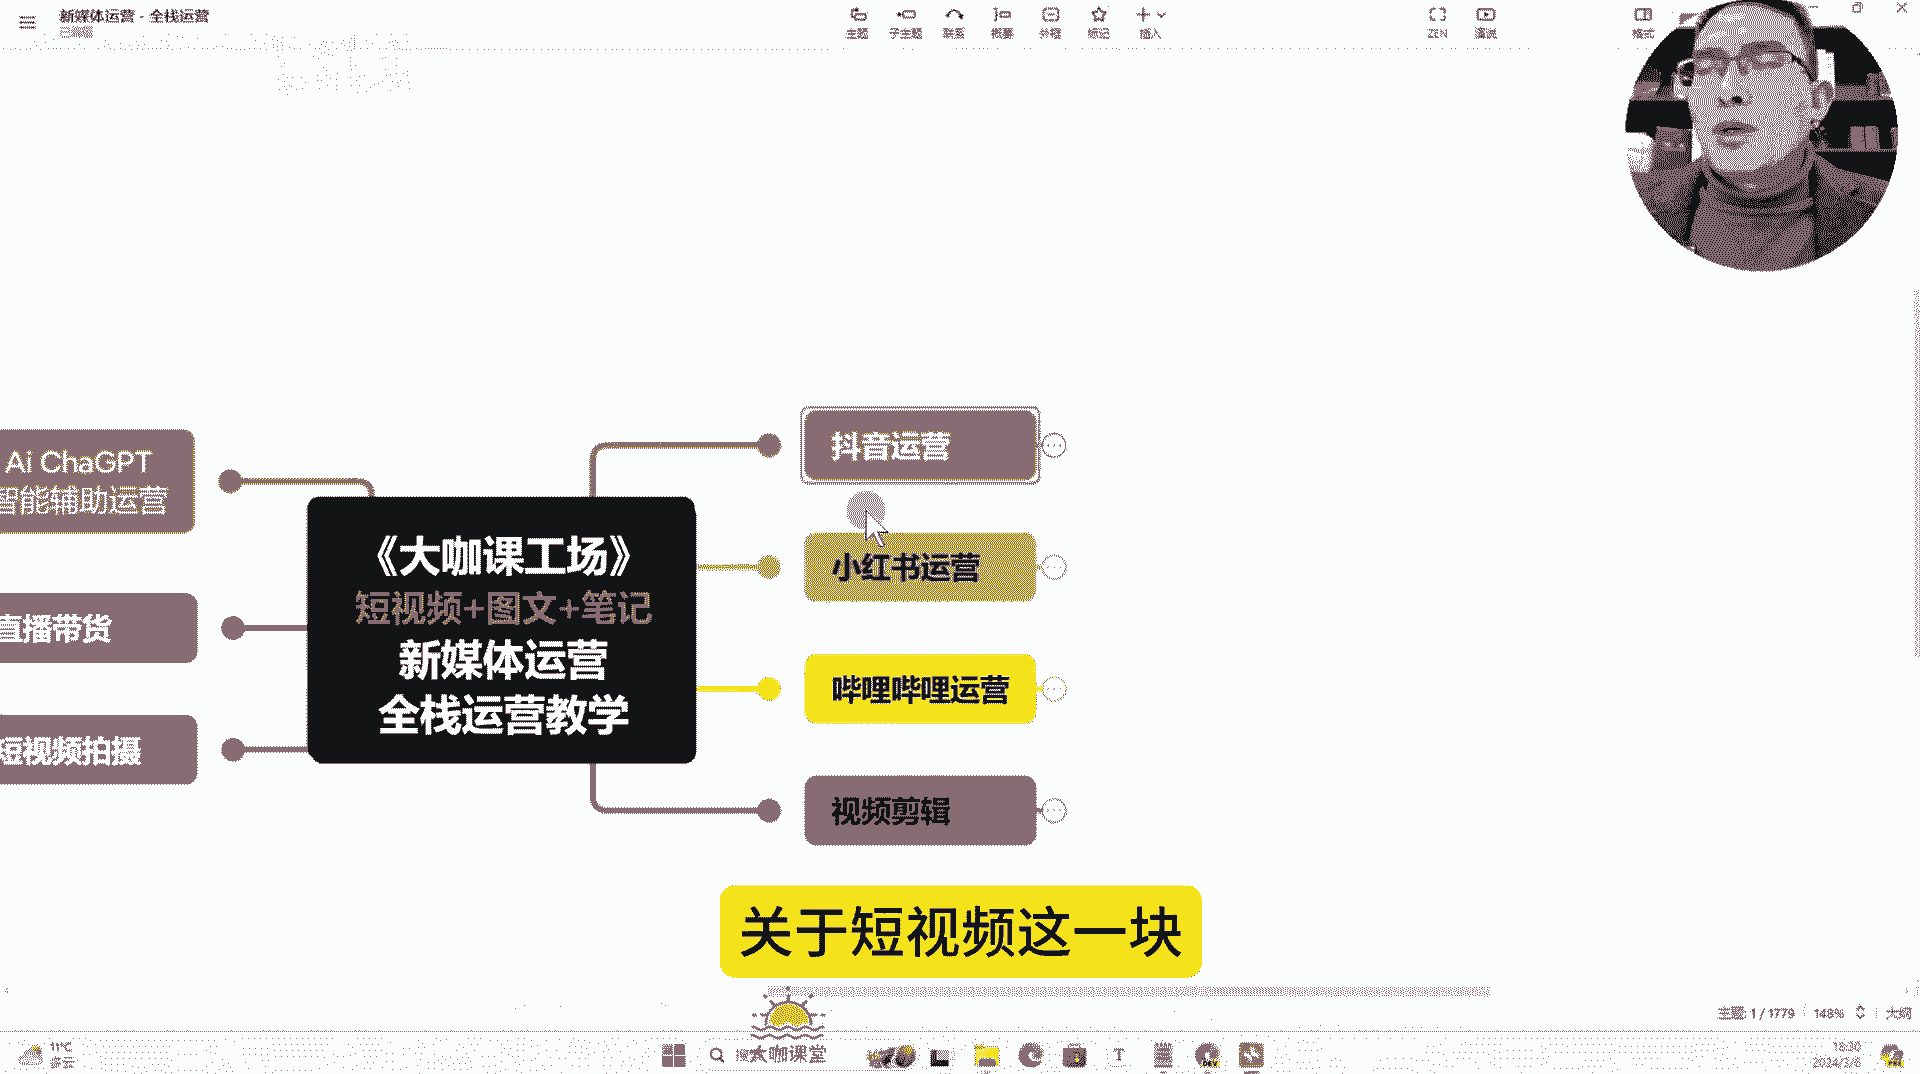 新媒体运营 - 全栈运营
已编辑
主题
子主题
联系
概要
外框
标记
插入
ZEN
演说
格式
Ai ChaGPT
智能辅助运营
直播带货
短视频拍摄
《大咖课工场》
短视频+图文+笔记
新媒体运营
全栈运营教学
抖音运营
小红书运营
哔哩哔哩运营
视频剪辑
关于短视频这一块
主题: 1 / 1779
148%
大纲
11°C
多云
大咖课堂
18:30
2024/2/6